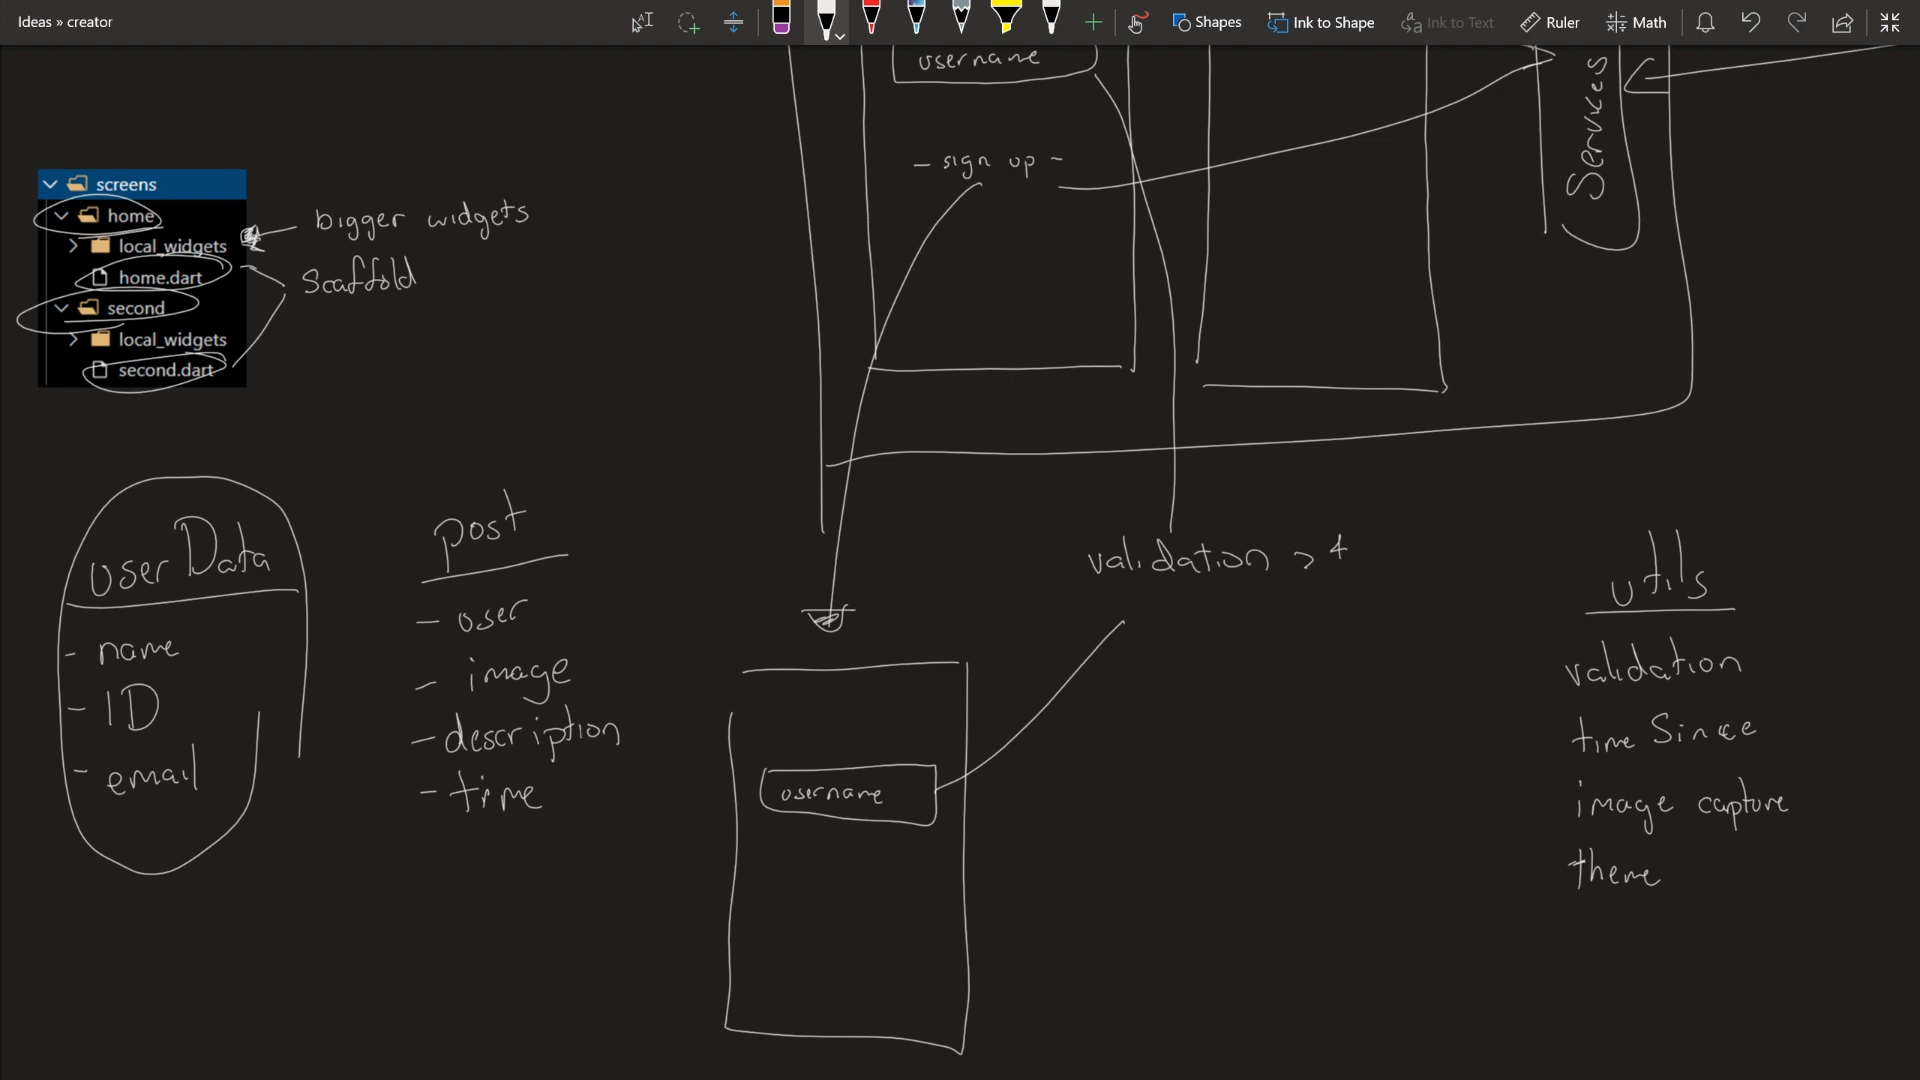 Ideas » creator
Shapes
Ink to Shape
Ink to Text
Ruler
Math
username
Services
- sign up -
screens
home
local_widgets
home.dart
second
local_widgets
second.dart
bigger widgets
Scaffold
user Data
- name
- ID
- email
post
- user
- image
- description
- time
validation > 4
username
utils
validation
time Since
image capture
theme